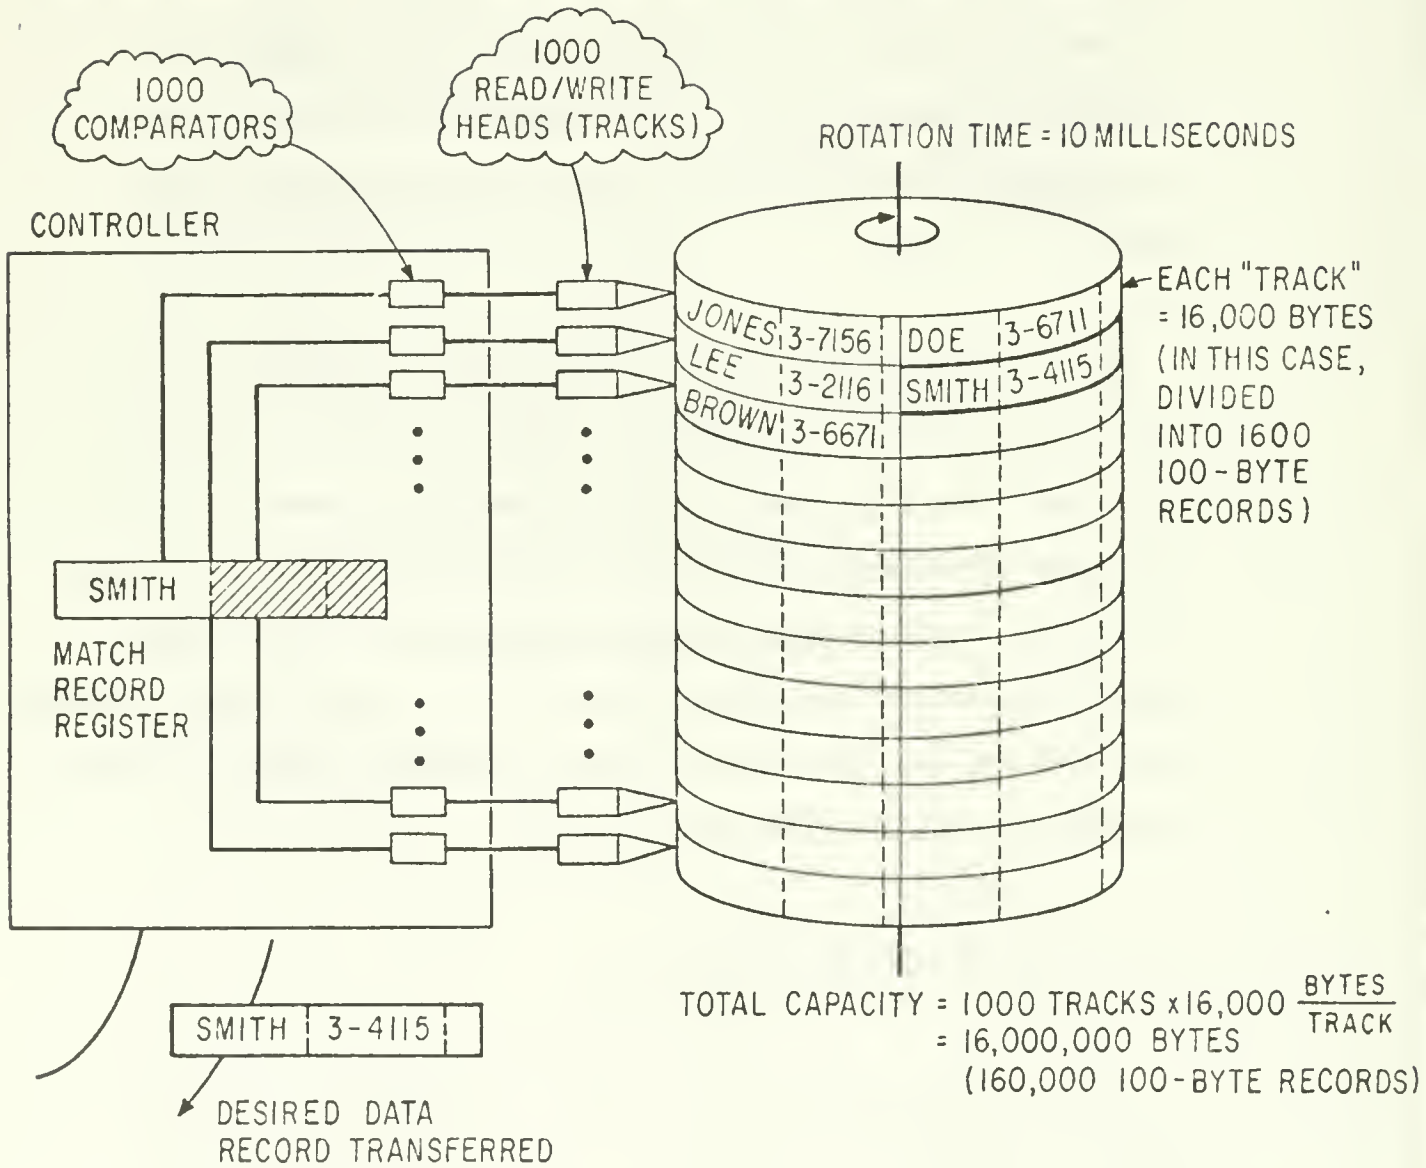 1000
COMPARATORS
1000
READ/WRITE
HEADS (TRACKS)
ROTATION TIME = 10 MILLISECONDS
CONTROLLER
JONES 3-7156 DOE 3-6711
LEE 3-2116 SMITH 3-4115
BROWN 3-6671
EACH "TRACK"
= 16,000 BYTES
(IN THIS CASE,
DIVIDED
INTO 1600
100-BYTE
RECORDS)
SMITH
MATCH
RECORD
REGISTER
SMITH 3-4115
DESIRED DATA
RECORD TRANSFERRED
TOTAL CAPACITY = 1000 TRACKS x 16,000 BYTES/TRACK
= 16,000,000 BYTES
(160,000 100-BYTE RECORDS)